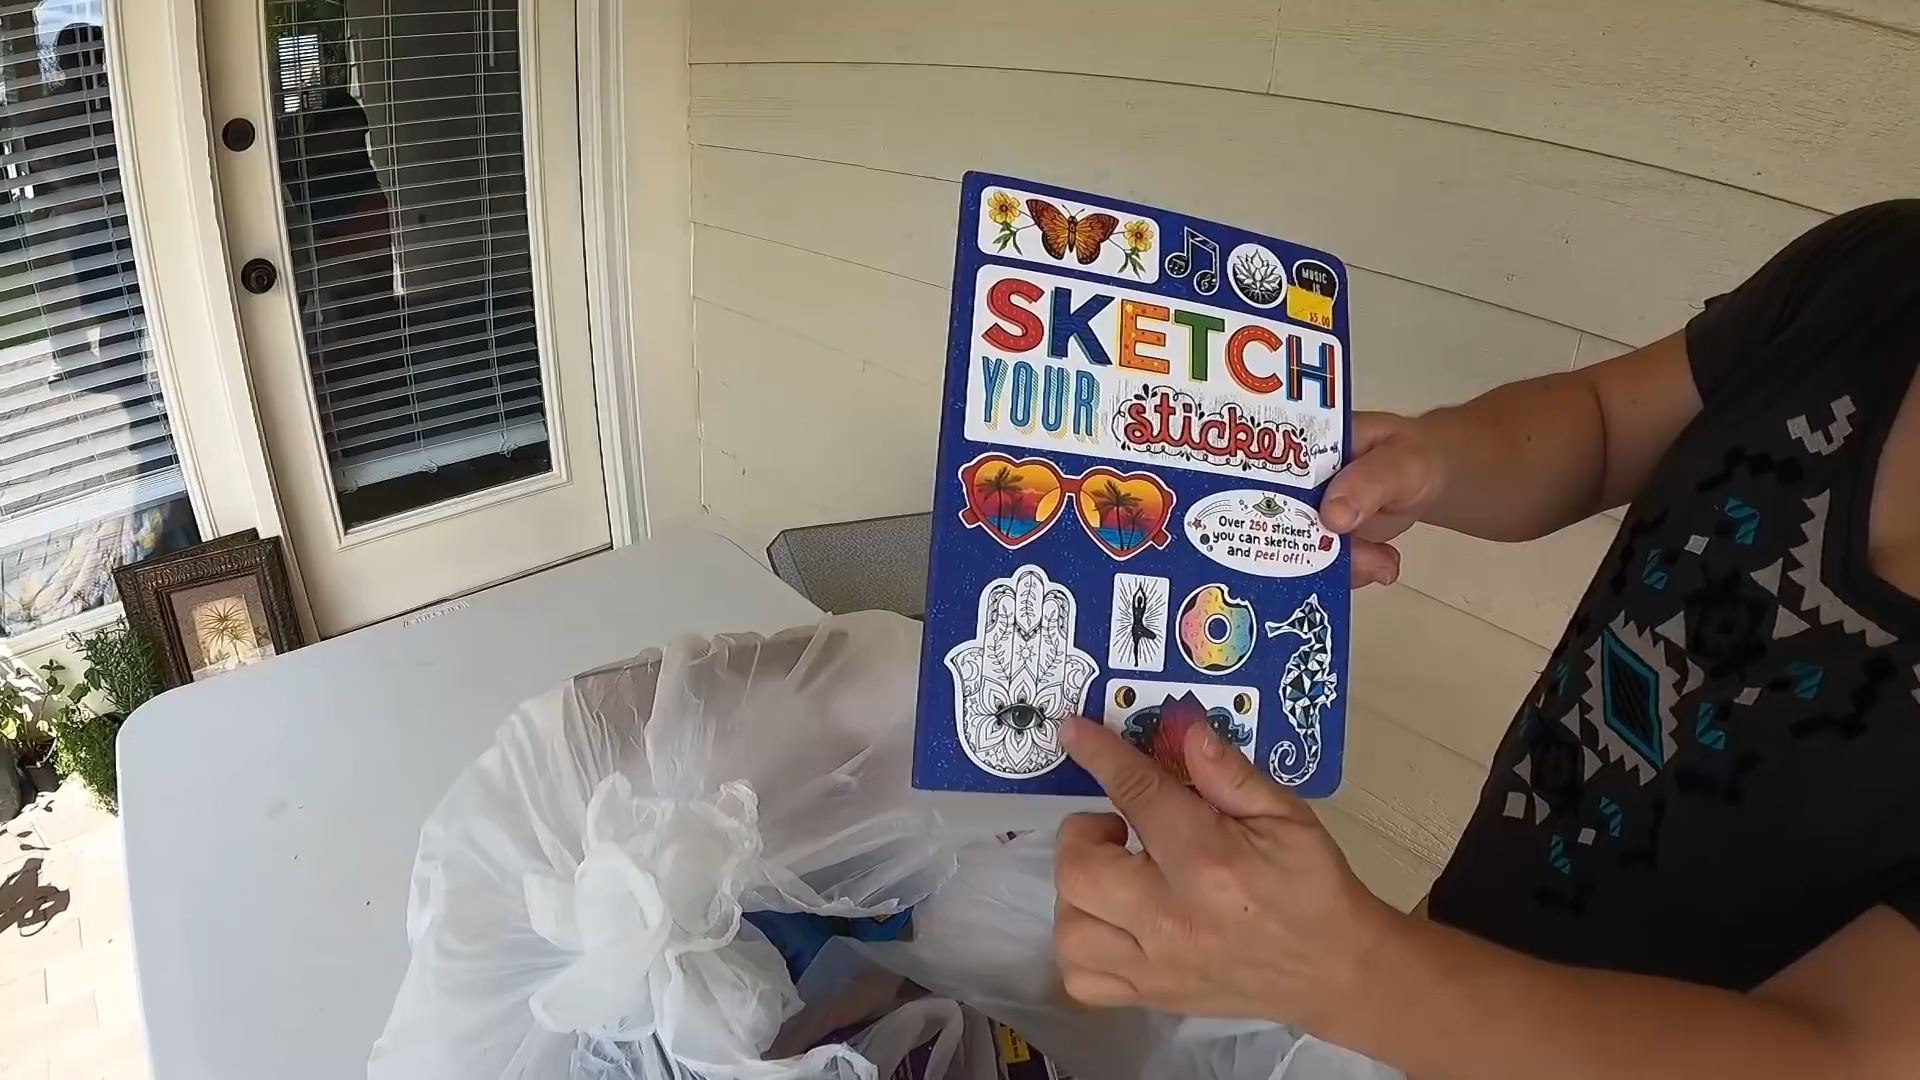 MUSIC
IS
$5.00
SKETCH
YOUR
sticker
Over 250 stickers
you can sketch on
and peel off!